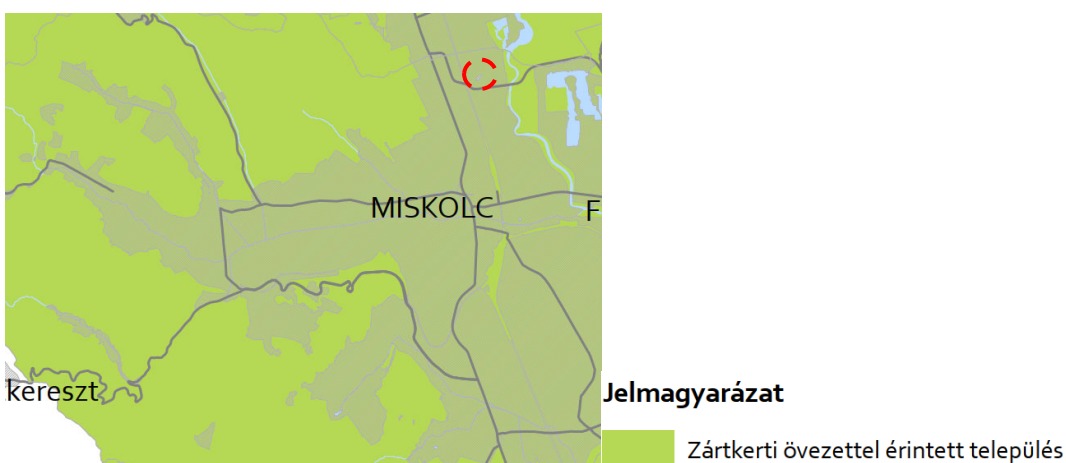 MISKOLC
F
kereszt
Jelmagyarázat
Zártkerti övezettel érintett település